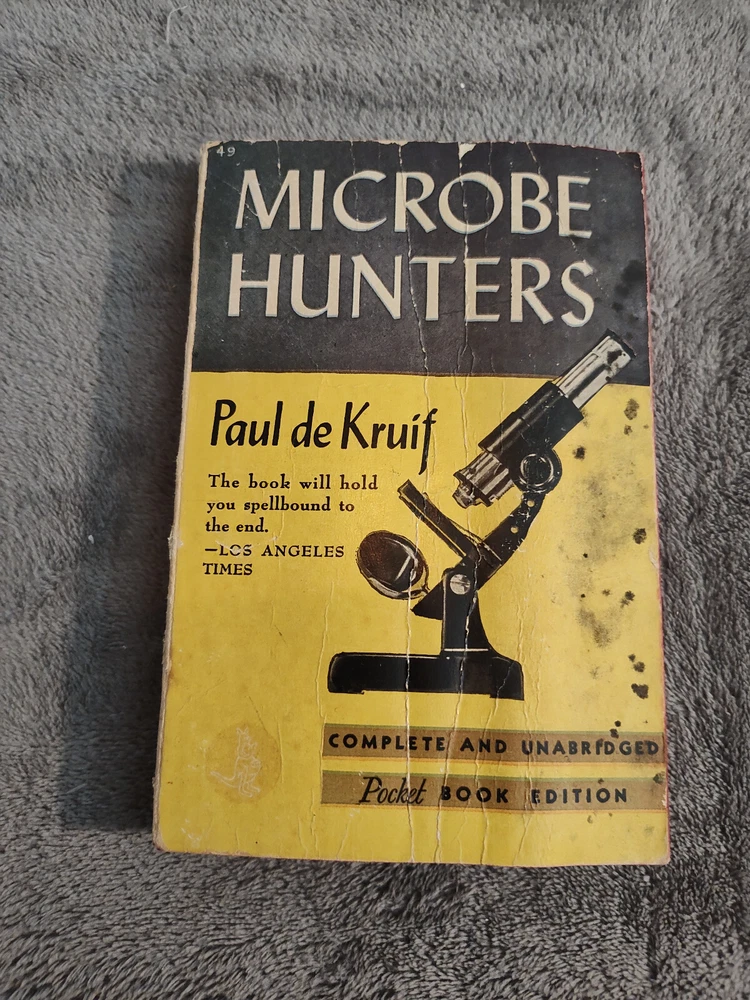 49
MICROBE
HUNTERS
Paul de Kruif
The book will hold
you spellbound to
the end.
—LOS ANGELES
TIMES
COMPLETE AND UNABRIDGED
Pocket BOOK EDITION